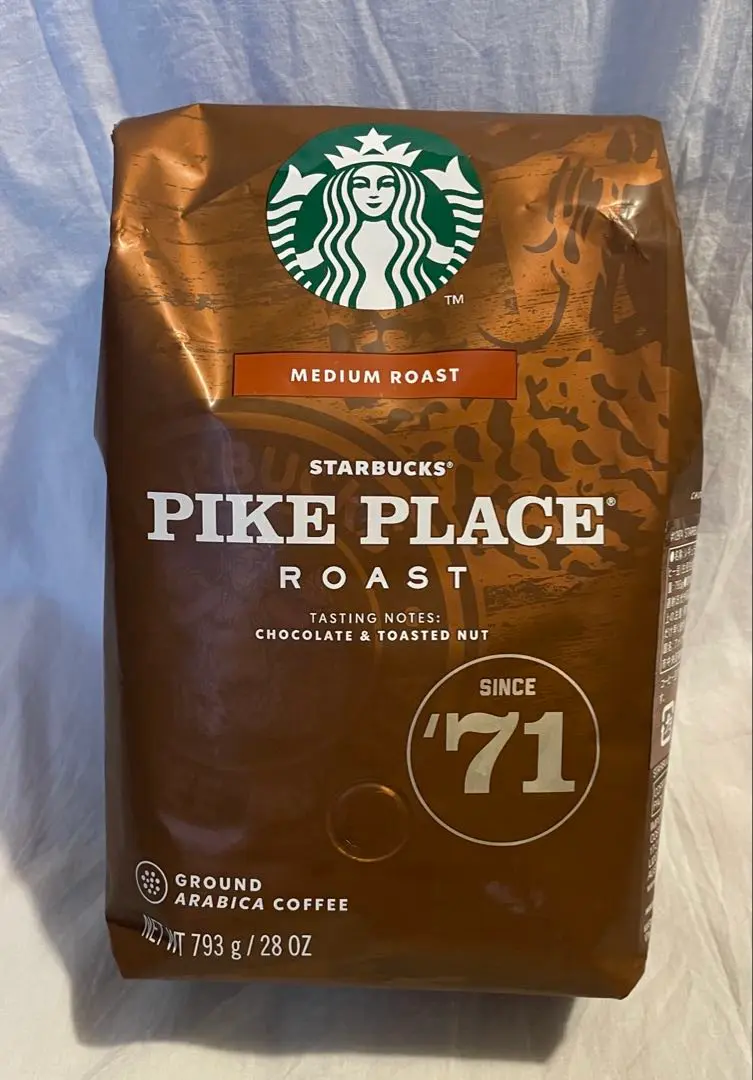 TM
MEDIUM ROAST
STARBUCKS®
PIKE PLACE®
ROAST
TASTING NOTES:
CHOCOLATE & TOASTED NUT
SINCE
'71
GROUND
ARABICA COFFEE
NET WT 793 g / 28 OZ